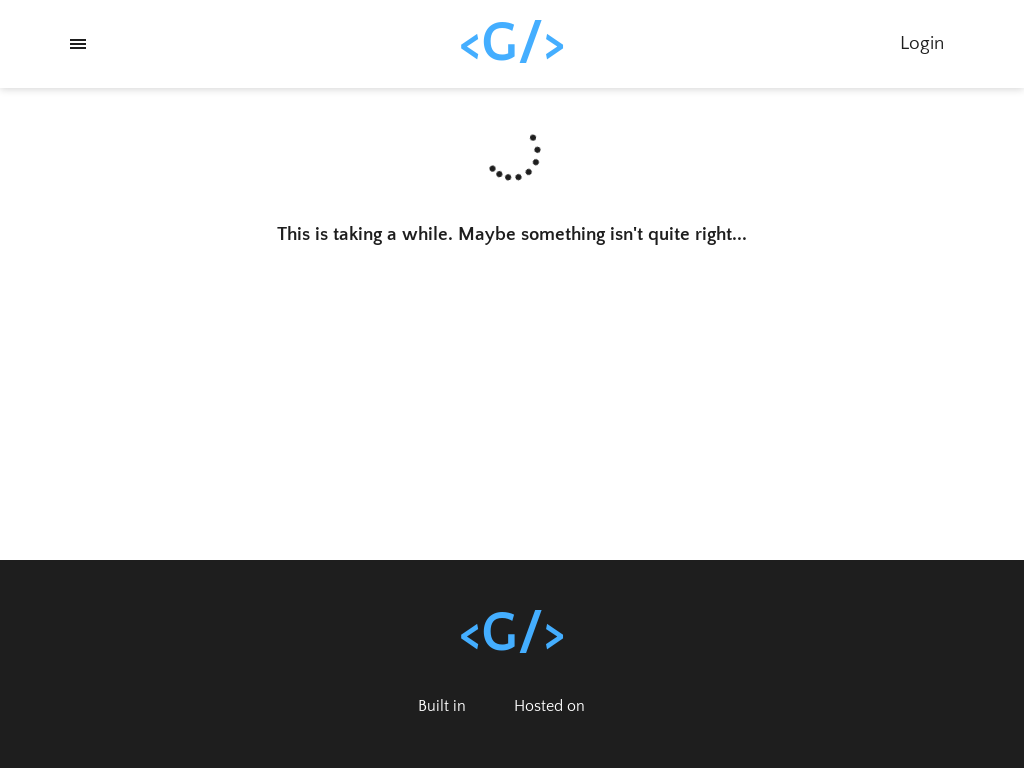 <G/>
Login
This is taking a while. Maybe something isn't quite right...
<G/>
Built in
Hosted on